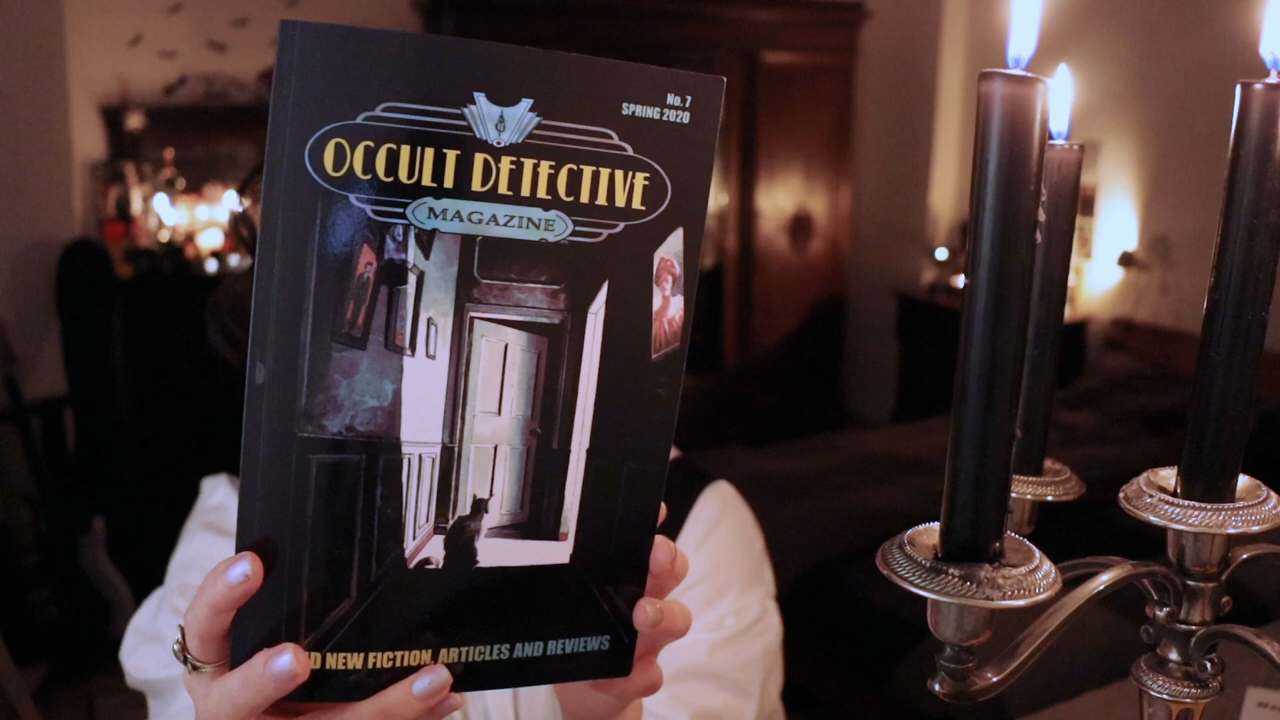 No. 7
SPRING 2020
OCCULT DETECTIVE
MAGAZINE
NEW FICTION, ARTICLES AND REVIEWS